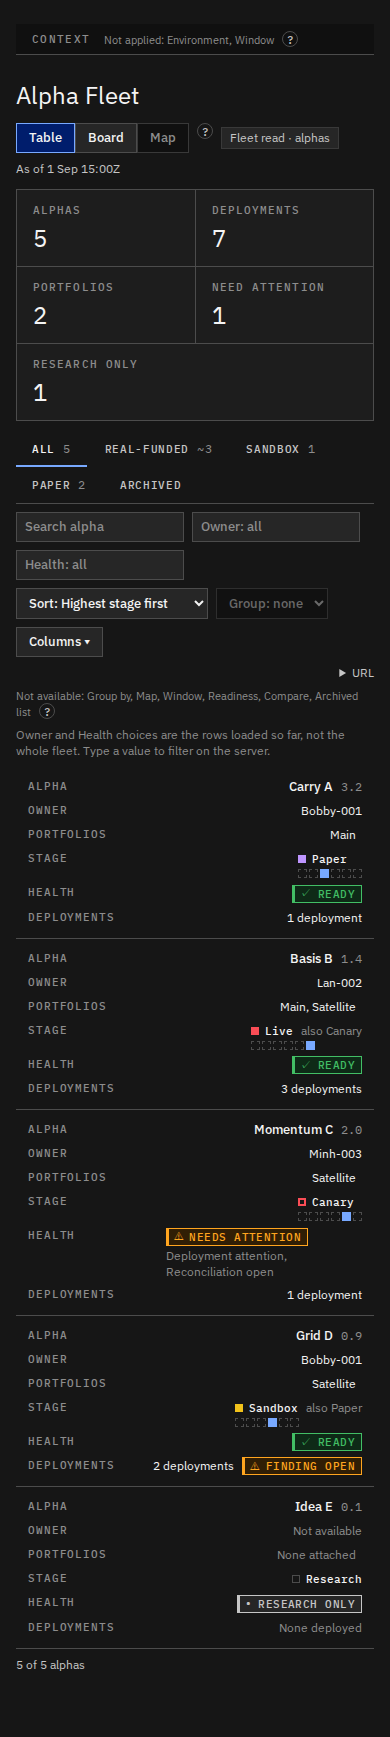 CONTEXT Not applied: Environment, Window ?
Alpha Fleet
Table Board Map ? Fleet read · alphas
As of 1 Sep 15:00Z
ALPHAS DEPLOYMENTS
5 7
PORTFOLIOS NEED ATTENTION
2 1
RESEARCH ONLY
1
ALL 5 REAL-FUNDED ~3 SANDBOX 1
PAPER 2 ARCHIVED
Search alpha Owner: all
Health: all
Sort: Highest stage first Group: none
Columns ▾
▶ URL
Not available: Group by, Map, Window, Readiness, Compare, Archived
list ?
Owner and Health choices are the rows loaded so far, not the
whole fleet. Type a value to filter on the server.
ALPHA Carry A 3.2
OWNER Bobby-001
PORTFOLIOS Main
STAGE Paper
HEALTH ✓ READY
DEPLOYMENTS 1 deployment
ALPHA Basis B 1.4
OWNER Lan-002
PORTFOLIOS Main, Satellite
STAGE Live also Canary
HEALTH ✓ READY
DEPLOYMENTS 3 deployments
ALPHA Momentum C 2.0
OWNER Minh-003
PORTFOLIOS Satellite
STAGE Canary
HEALTH ⚠ NEEDS ATTENTION
Deployment attention,
Reconciliation open
DEPLOYMENTS 1 deployment
ALPHA Grid D 0.9
OWNER Bobby-001
PORTFOLIOS Satellite
STAGE Sandbox also Paper
HEALTH ✓ READY
DEPLOYMENTS 2 deployments ⚠ FINDING OPEN
ALPHA Idea E 0.1
OWNER Not available
PORTFOLIOS None attached
STAGE Research
HEALTH • RESEARCH ONLY
DEPLOYMENTS None deployed
5 of 5 alphas